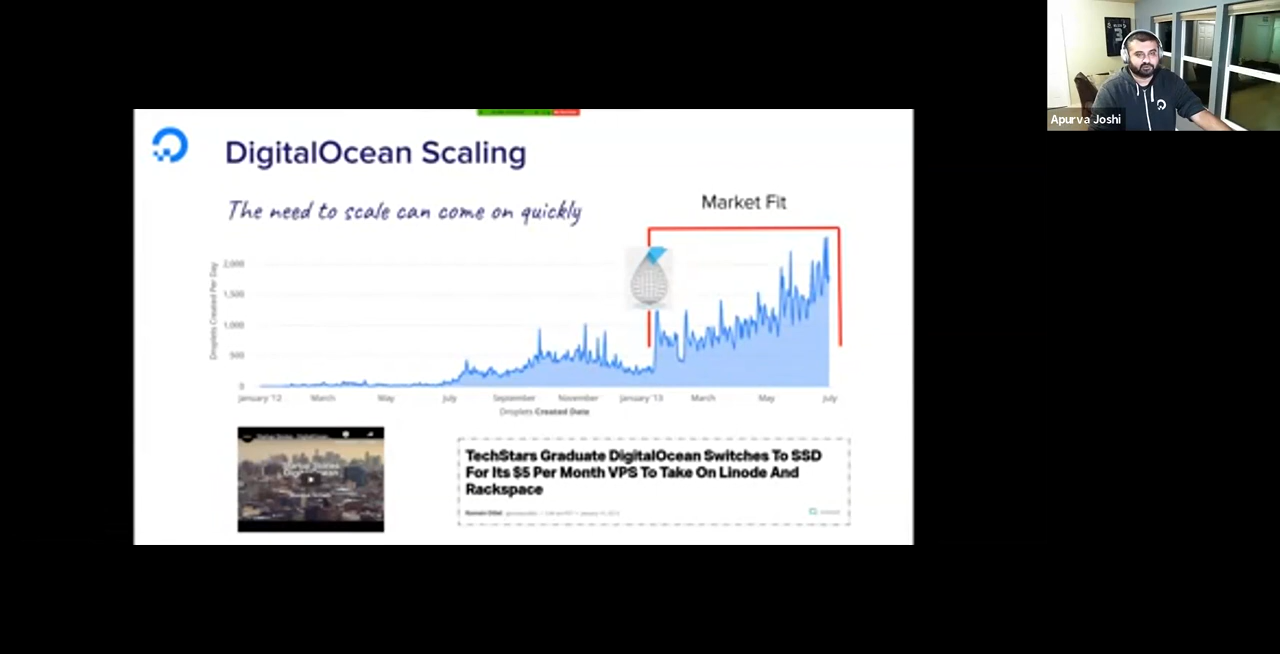 DigitalOcean Scaling
The need to scale can come on quickly
Market Fit
Droplets Created Per Day
2,000
1,500
1,000
500
0
January '12 March May July September November January '13 March May July
Droplets Created Date
TechStars Graduate DigitalOcean Switches To SSD
For Its $5 Per Month VPS To Take On Linode And
Rackspace
Apurva Joshi